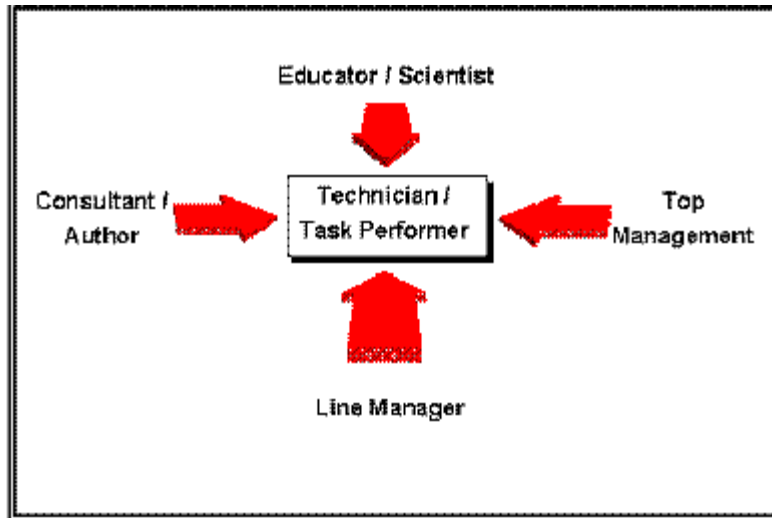 Educator / Scientist
Consultant /
Author
Technician /
Task Performer
Top
Management
Line Manager